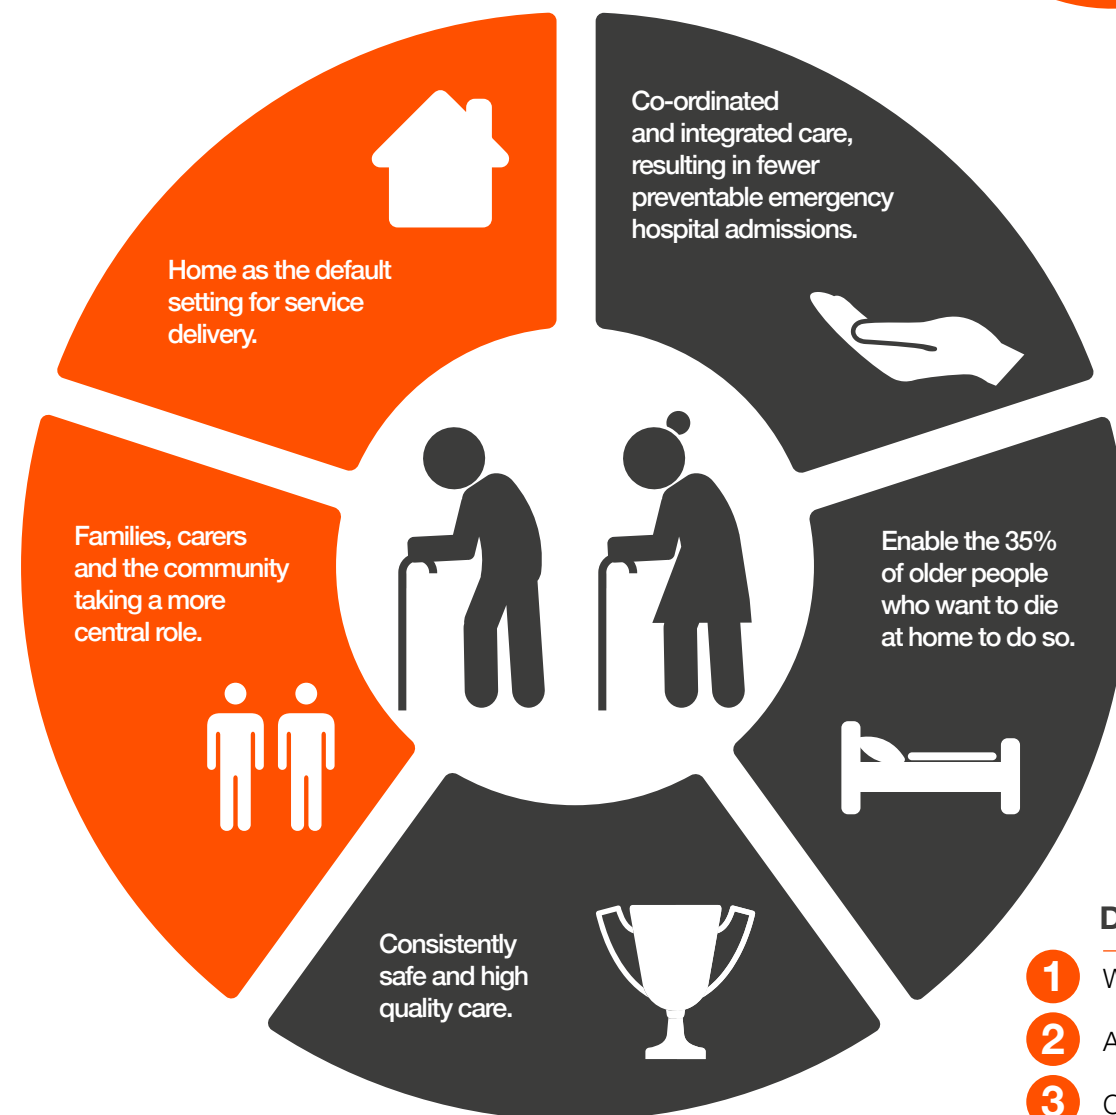 Co-ordinated
and integrated care,
resulting in fewer
preventable emergency
hospital admissions.
Home as the default
setting for service
delivery.
Families, carers
and the community
taking a more
central role.
Enable the 35%
of older people
who want to die
at home to do so.
Consistently
safe and high
quality care.
1
2
3